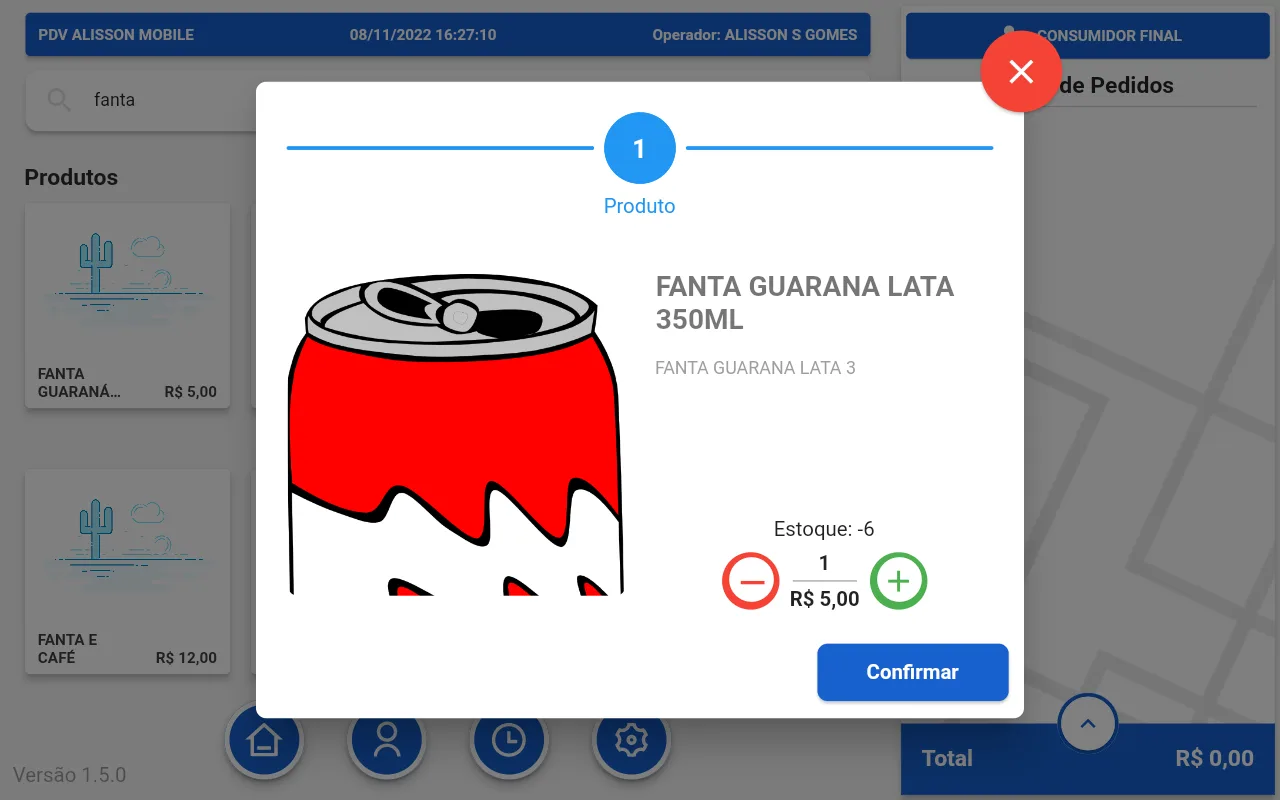 PDV ALISSON MOBILE 08/11/2022 16:27:10 Operador: ALISSON S GOMES
CONSUMIDOR FINAL
fanta
de Pedidos
1
Produto
Produtos
FANTA
GUARANÁ... R$ 5,00
FANTA E
CAFÉ R$ 12,00
FANTA GUARANA LATA
350ML
FANTA GUARANA LATA 3
Estoque: -6
1
R$ 5,00
Confirmar
Total R$ 0,00
Versão 1.5.0